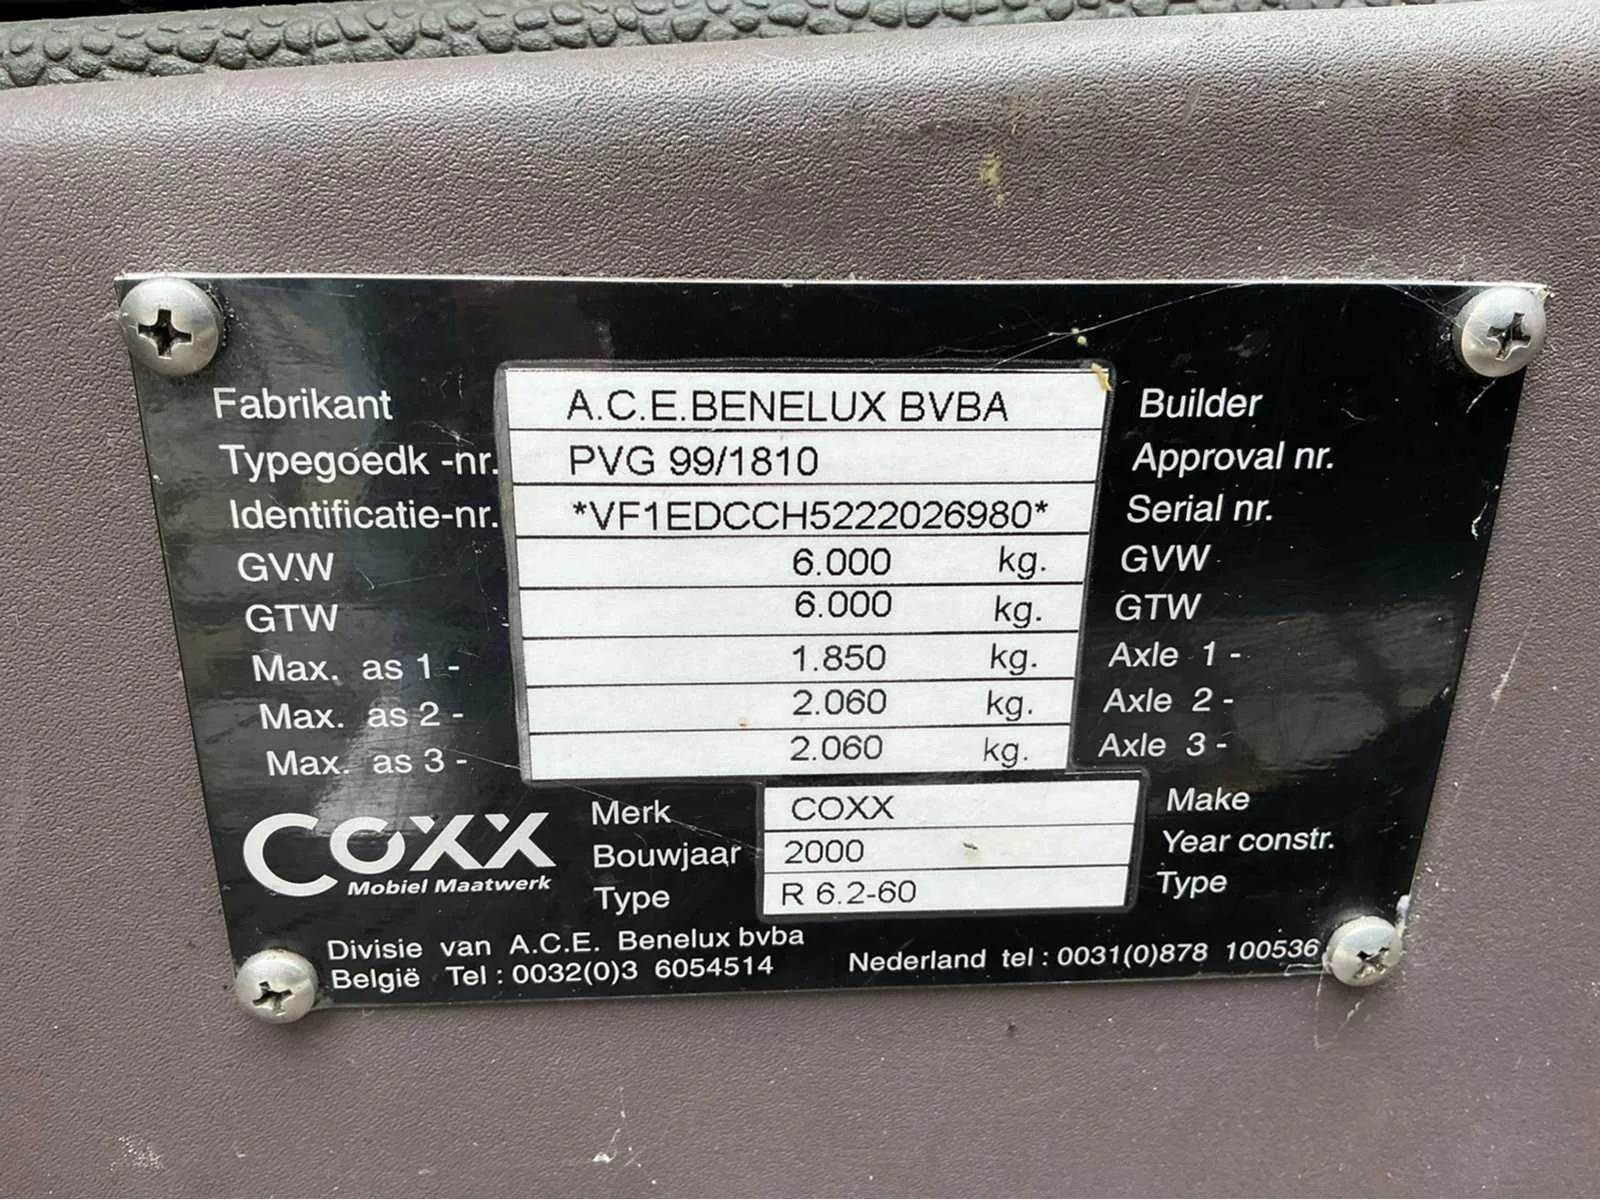 Fabrikant A.C.E.BENELUX BVBA Builder
Typegoedk -nr. PVG 99/1810 Approval nr.
Identificatie-nr. *VF1EDCCH5222026980* Serial nr.
GVW 6.000 kg. GVW
GTW 6.000 kg. GTW
Max. as 1 - 1.850 kg. Axle 1 -
Max. as 2 - 2.060 kg. Axle 2 -
Max. as 3 - 2.060 kg. Axle 3 -
COXX
Mobiel Maatwerk
Merk COXX Make
Bouwjaar 2000 Year constr.
Type R 6.2-60 Type
Divisie van A.C.E. Benelux bvba
België Tel : 0032(0)3 6054514 Nederland tel : 0031(0)878 100536